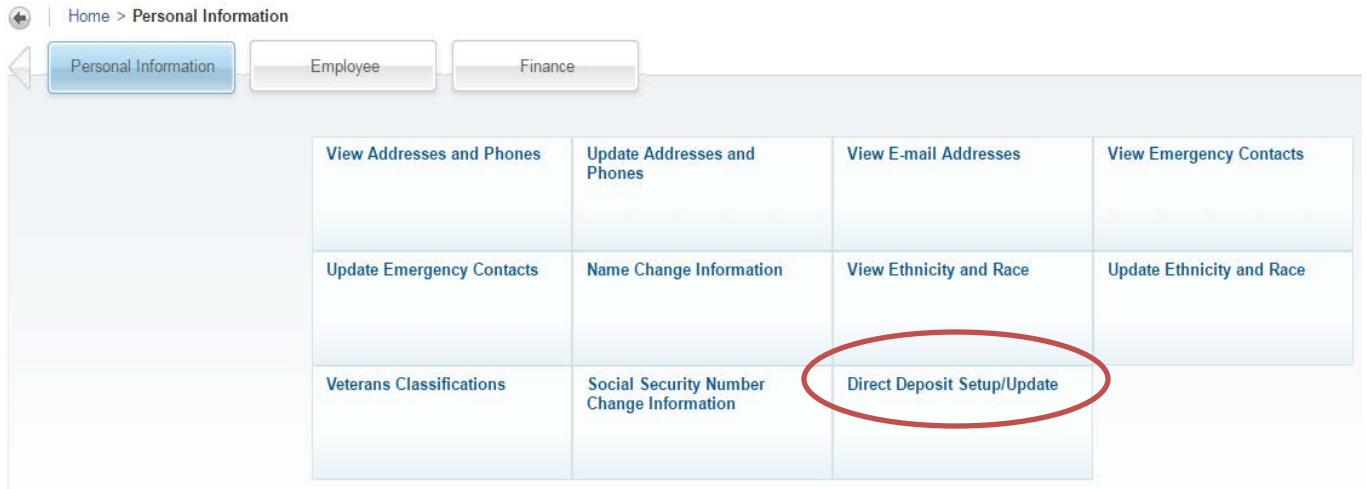 Home > Personal Information
Personal Information Employee Finance
View Addresses and Phones
Update Addresses and
Phones
View E-mail Addresses
View Emergency Contacts
Update Emergency Contacts
Name Change Information
View Ethnicity and Race
Update Ethnicity and Race
Veterans Classifications
Social Security Number
Change Information
Direct Deposit Setup/Update